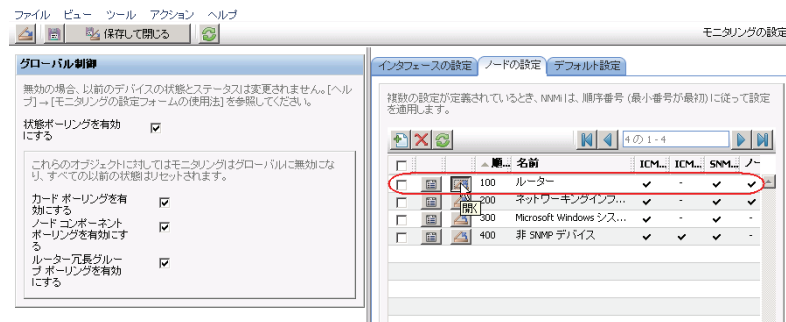 ファイル ビュー ツール アクション ヘルプ
保存して閉じる
モニタリングの設定
グローバル制御
無効の場合、以前のデバイスの状態とステータスは変更されません。[ヘル
プ]→[モニタリングの設定フォームの使用法]を参照してください。
状態ポーリングを有効
にする
これらのオブジェクトに対してはモニタリングはグローバルに無効にな
り、すべての以前の状態はリセットされます。
カード ポーリングを有
効にする
ノード コンポーネント
ポーリングを有効にす
る
ルーター冗長グルー
プ ポーリングを有効
にする
インタフェースの設定 ノードの設定 デフォルト設定
複数の設定が定義されているとき、NNMiは、順序番号 (最小番号が最初)に従って設定
を適用します。
4 の 1 - 4
順... 名前 ICM... ICM... SNM... ノー
100 ルーター - 
200 ネットワーキングインフ... -
開く
300 Microsoft Windows シス... - -
400 非 SNMP デバイス -